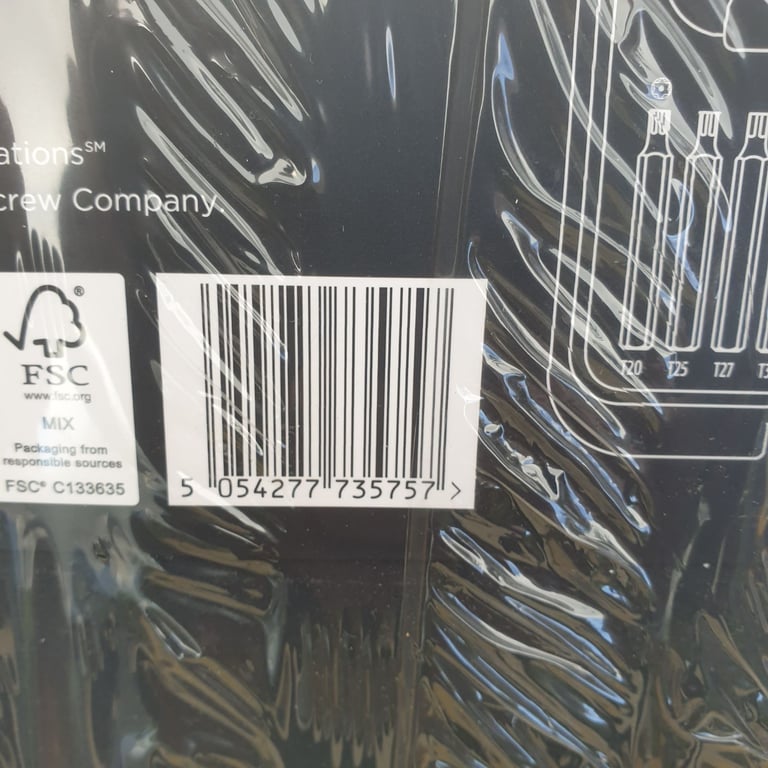 ationsSM
crew Company.
®
FSC
www.fsc.org
MIX
Packaging from
responsible sources
FSC® C133635
5 054277 735757 >
T20 T25 T27 T3